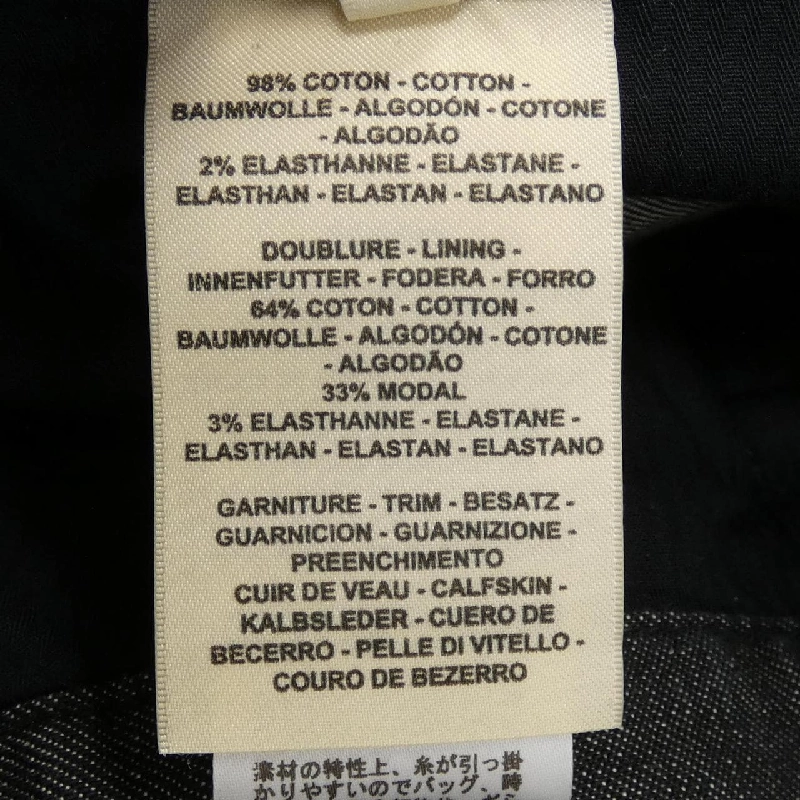 98% COTON - COTTON -
BAUMWOLLE - ALGODÓN - COTONE
- ALGODÃO
2% ELASTHANNE - ELASTANE -
ELASTHAN - ELASTAN - ELASTANO
DOUBLURE - LINING -
INNENFUTTER - FODERA - FORRO
64% COTON - COTTON -
BAUMWOLLE - ALGODÓN - COTONE
- ALGODÃO
33% MODAL
3% ELASTHANNE - ELASTANE -
ELASTHAN - ELASTAN - ELASTANO
GARNITURE - TRIM - BESATZ -
GUARNICION - GUARNIZIONE -
PREENCHIMENTO
CUIR DE VEAU - CALFSKIN -
KALBSLEDER - CUERO DE
BECERRO - PELLE DI VITELLO -
COURO DE BEZERRO
素材の特性上、糸が引っ掛
かりやすいのでバッグ、時